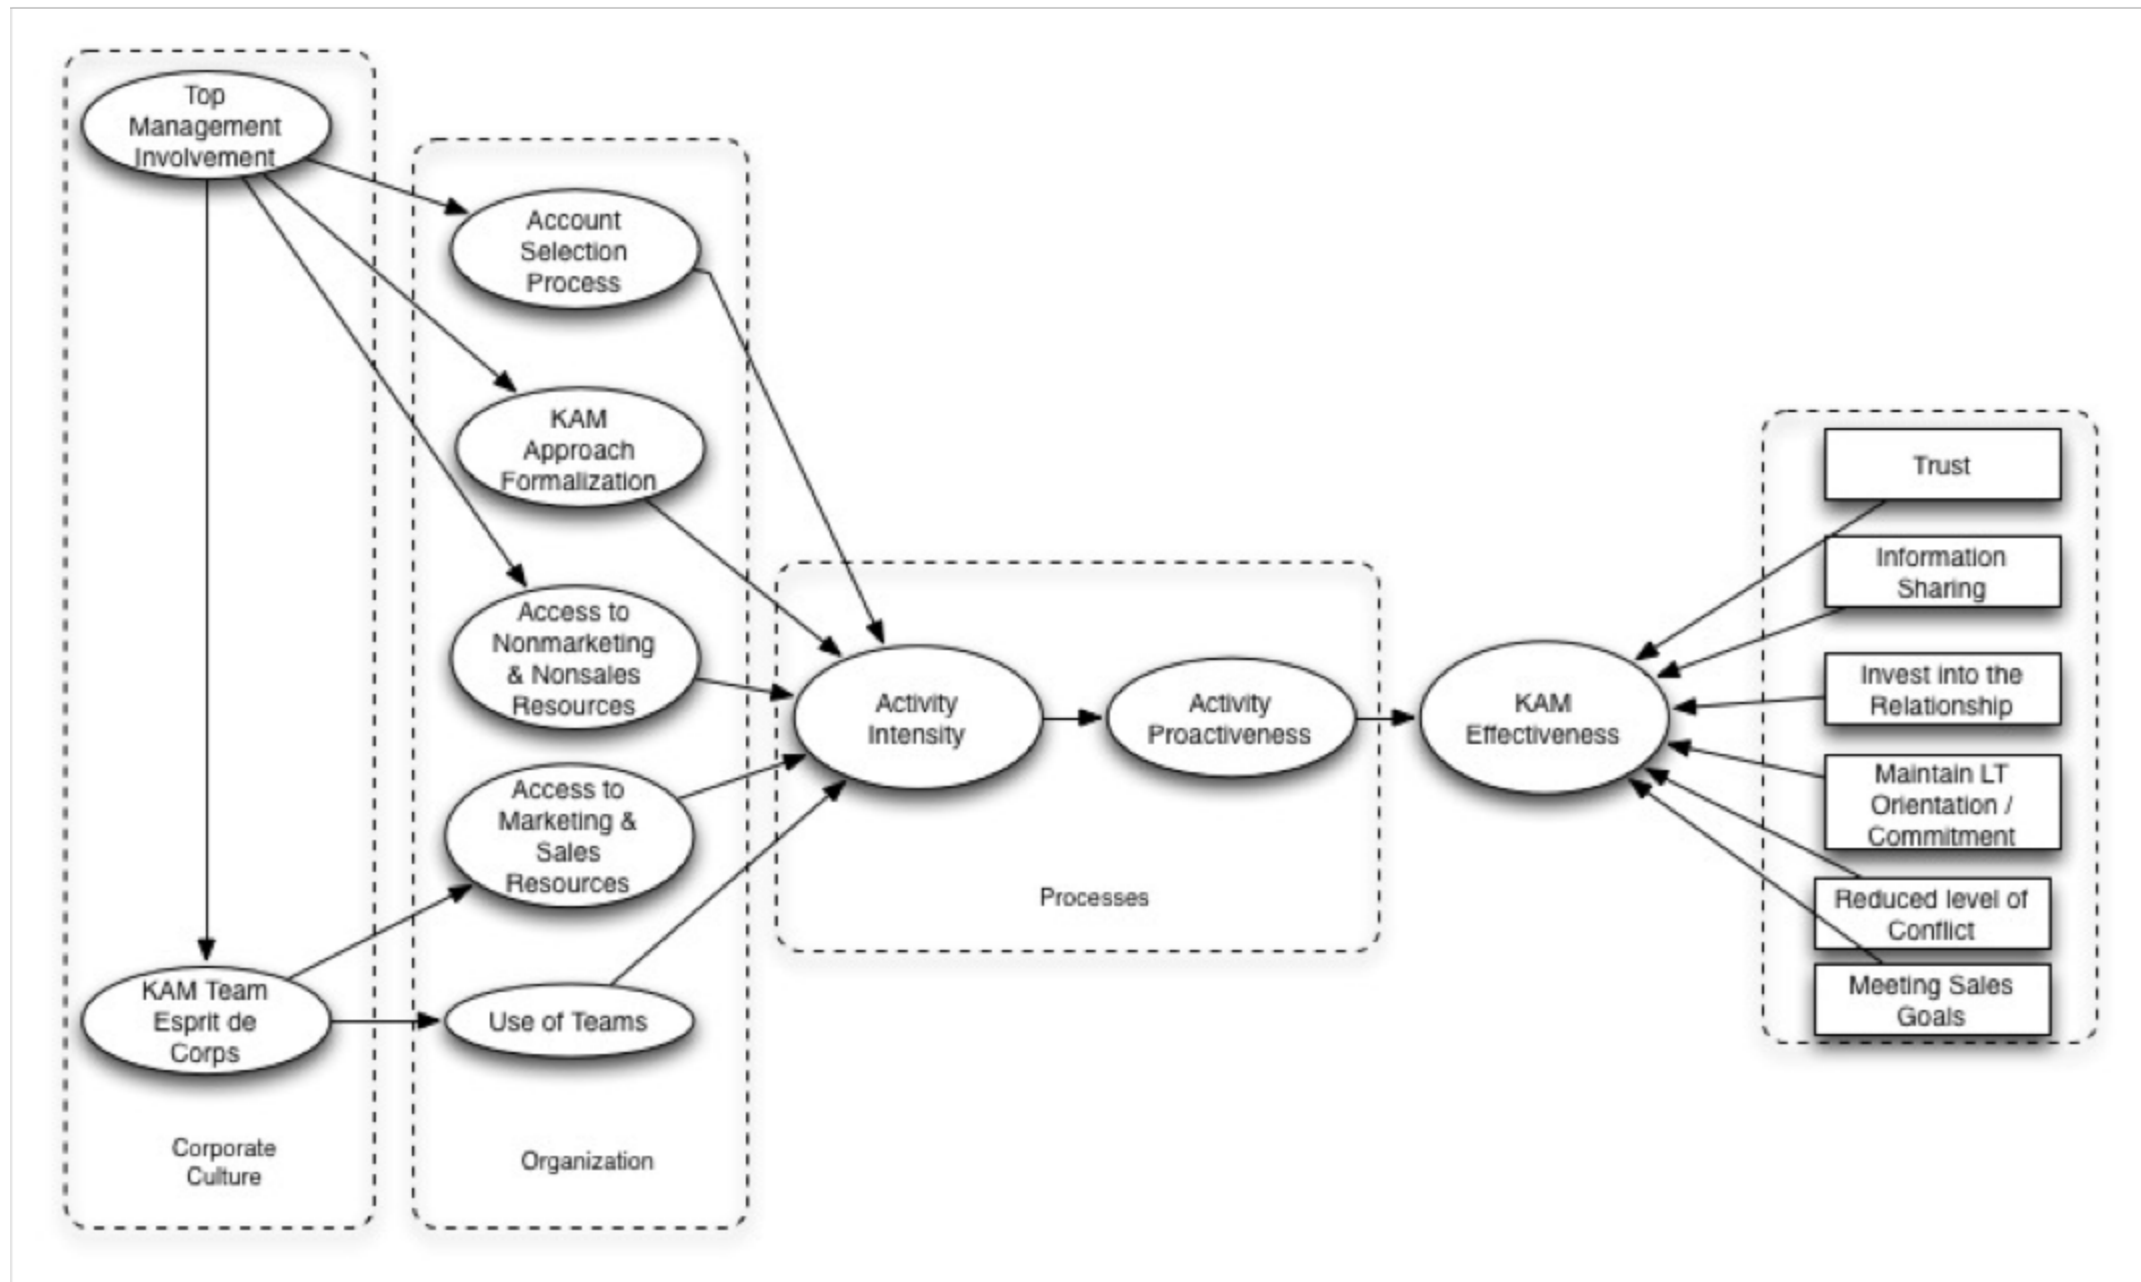 Top
Management
Involvement
KAM Team
Esprit de
Corps
Corporate
Culture
Account
Selection
Process
KAM
Approach
Formalization
Access to
Nonmarketing
& Nonsales
Resources
Access to
Marketing &
Sales
Resources
Use of Teams
Organization
Activity
Intensity
Activity
Proactiveness
Processes
KAM
Effectiveness
Trust
Information
Sharing
Invest into the
Relationship
Maintain LT
Orientation /
Commitment
Reduced level of
Conflict
Meeting Sales
Goals